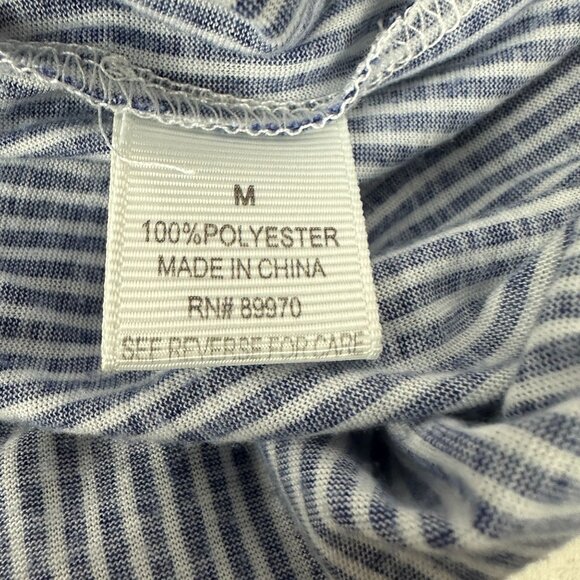 M
100%POLYESTER
MADE IN CHINA
RN# 89970
SEE REVERSE FOR CARE